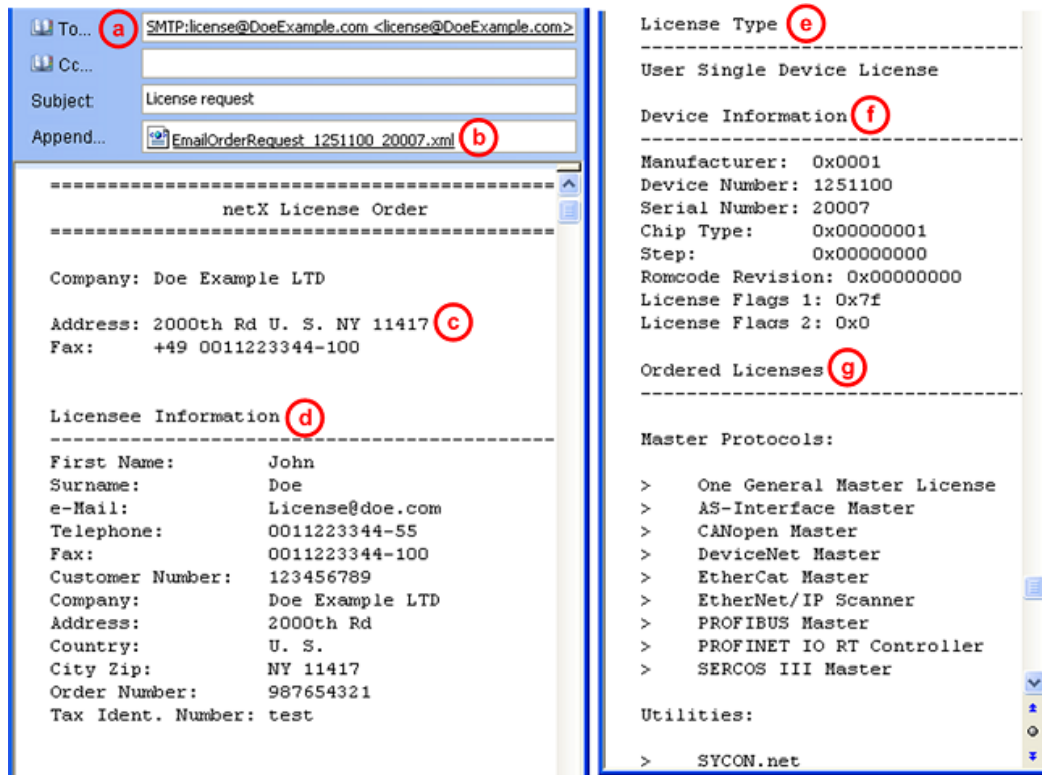 To... a SMTP:license@DoeExample.com <license@DoeExample.com>
Cc...
Subject: License request
Append... EmailOrderRequest_1251100_20007.xml b
==============================================
netX License Order
==============================================
Company: Doe Example LTD
Address: 2000th Rd U. S. NY 11417 c
Fax: +49 0011223344-100
Licensee Information d
----------------------------------------------
First Name: John
Surname: Doe
e-Mail: License@doe.com
Telephone: 0011223344-55
Fax: 0011223344-100
Customer Number: 123456789
Company: Doe Example LTD
Address: 2000th Rd
Country: U. S.
City Zip: NY 11417
Order Number: 987654321
Tax Ident. Number: test
License Type e
----------------------------------
User Single Device License
Device Information f
----------------------------------
Manufacturer: 0x0001
Device Number: 1251100
Serial Number: 20007
Chip Type: 0x00000001
Step: 0x00000000
Romcode Revision: 0x00000000
License Flags 1: 0x7f
License Flags 2: 0x0
Ordered Licenses g
----------------------------------
Master Protocols:
> One General Master License
> AS-Interface Master
> CANopen Master
> DeviceNet Master
> EtherCat Master
> EtherNet/IP Scanner
> PROFIBUS Master
> PROFINET IO RT Controller
> SERCOS III Master
Utilities:
> SYCON.net